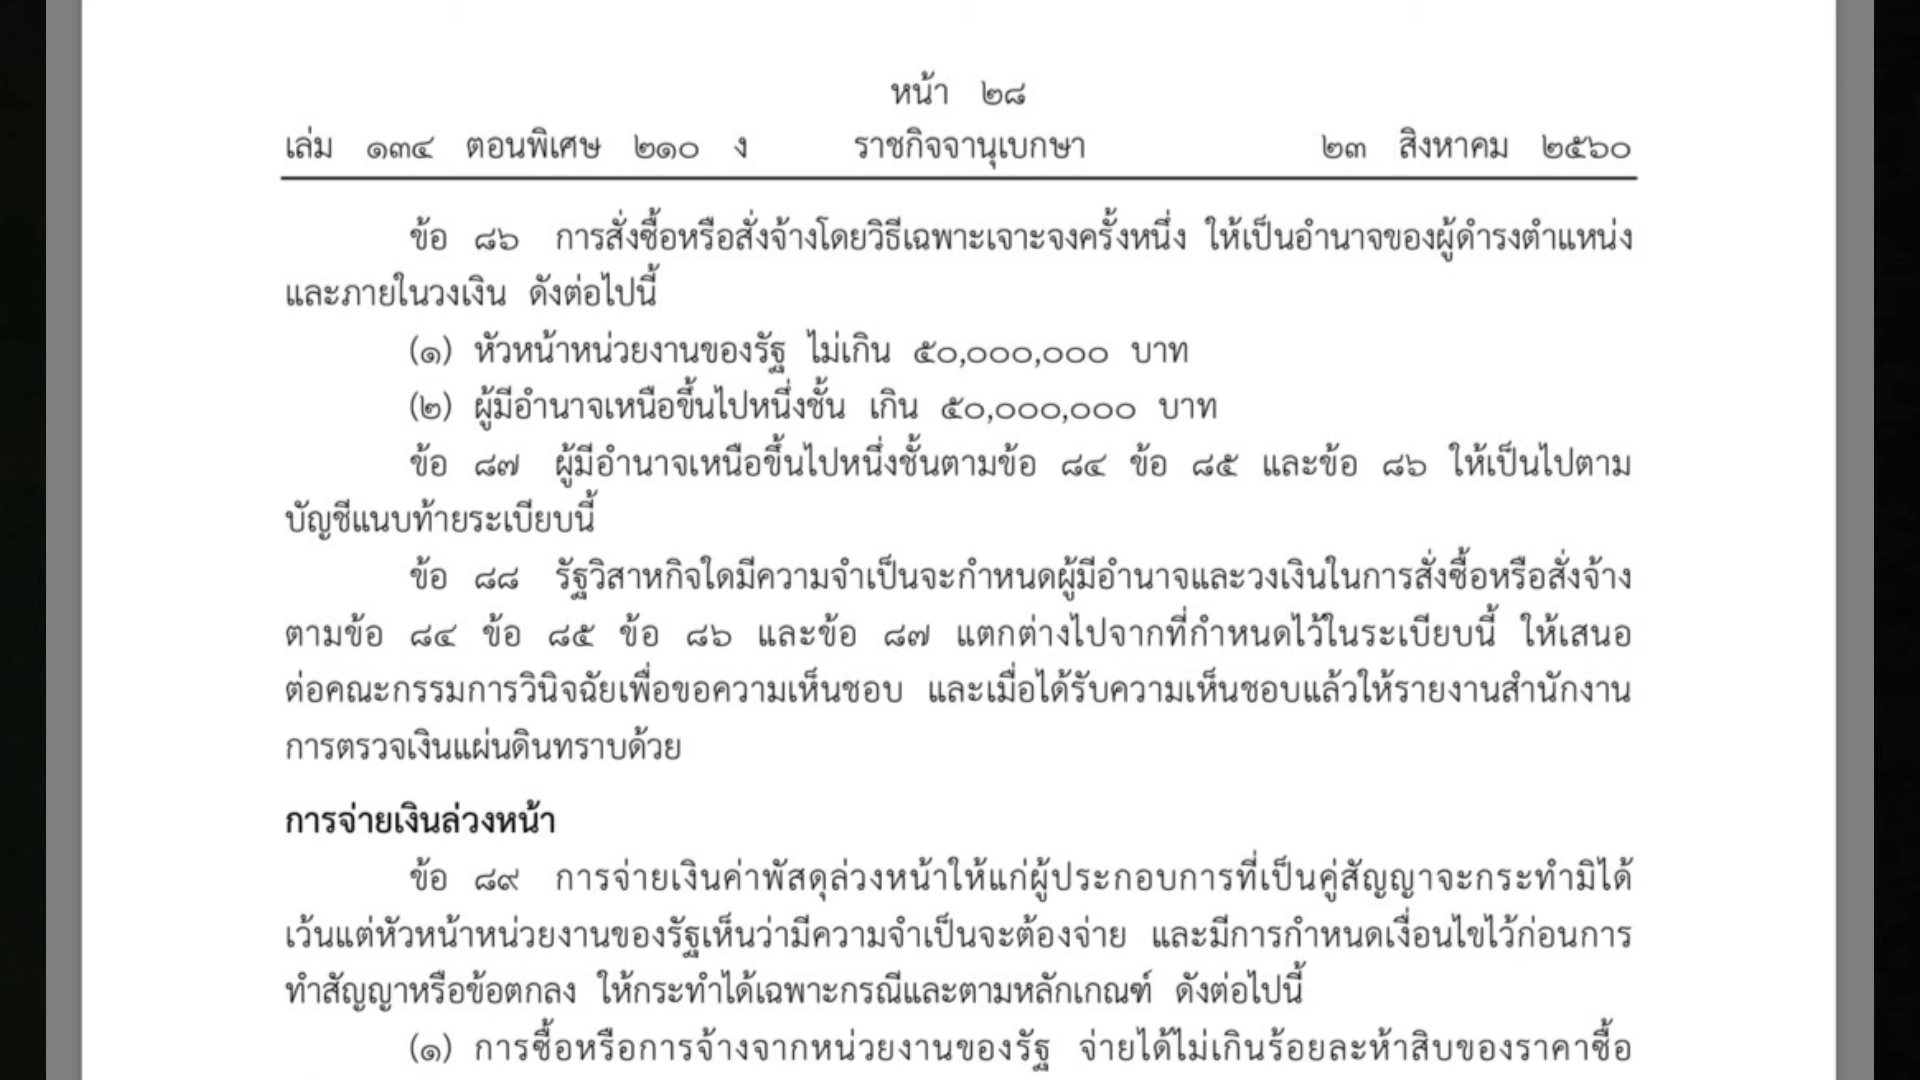 หน้า ๒๘
เล่ม ๑๓๔ ตอนพิเศษ ๒๑๐ ง ราชกิจจานุเบกษา ๒๓ สิงหาคม ๒๕๖๐
ข้อ ๘๖ การสั่งซื้อหรือสั่งจ้างโดยวิธีเฉพาะเจาะจงครั้งหนึ่ง ให้เป็นอำนาจของผู้ดำรงตำแหน่ง
และภายในวงเงิน ดังต่อไปนี้
(๑) หัวหน้าหน่วยงานของรัฐ ไม่เกิน ๕๐,๐๐๐,๐๐๐ บาท
(๒) ผู้มีอำนาจเหนือขึ้นไปหนึ่งชั้น เกิน ๕๐,๐๐๐,๐๐๐ บาท
ข้อ ๘๗ ผู้มีอำนาจเหนือขึ้นไปหนึ่งชั้นตามข้อ ๘๔ ข้อ ๘๕ และข้อ ๘๖ ให้เป็นไปตาม
บัญชีแนบท้ายระเบียบนี้
ข้อ ๘๘ รัฐวิสาหกิจใดมีความจำเป็นจะกำหนดผู้มีอำนาจและวงเงินในการสั่งซื้อหรือสั่งจ้าง
ตามข้อ ๘๔ ข้อ ๘๕ ข้อ ๘๖ และข้อ ๘๗ แตกต่างไปจากที่กำหนดไว้ในระเบียบนี้ ให้เสนอ
ต่อคณะกรรมการวินิจฉัยเพื่อขอความเห็นชอบ และเมื่อได้รับความเห็นชอบแล้วให้รายงานสำนักงาน
การตรวจเงินแผ่นดินทราบด้วย
การจ่ายเงินล่วงหน้า
ข้อ ๘๙ การจ่ายเงินค่าพัสดุล่วงหน้าให้แก่ผู้ประกอบการที่เป็นคู่สัญญาจะกระทำมิได้
เว้นแต่หัวหน้าหน่วยงานของรัฐเห็นว่ามีความจำเป็นจะต้องจ่าย และมีการกำหนดเงื่อนไขไว้ก่อนการ
ทำสัญญาหรือข้อตกลง ให้กระทำได้เฉพาะกรณีและตามหลักเกณฑ์ ดังต่อไปนี้
(๑) การซื้อหรือการจ้างจากหน่วยงานของรัฐ จ่ายได้ไม่เกินร้อยละห้าสิบของราคาซื้อ